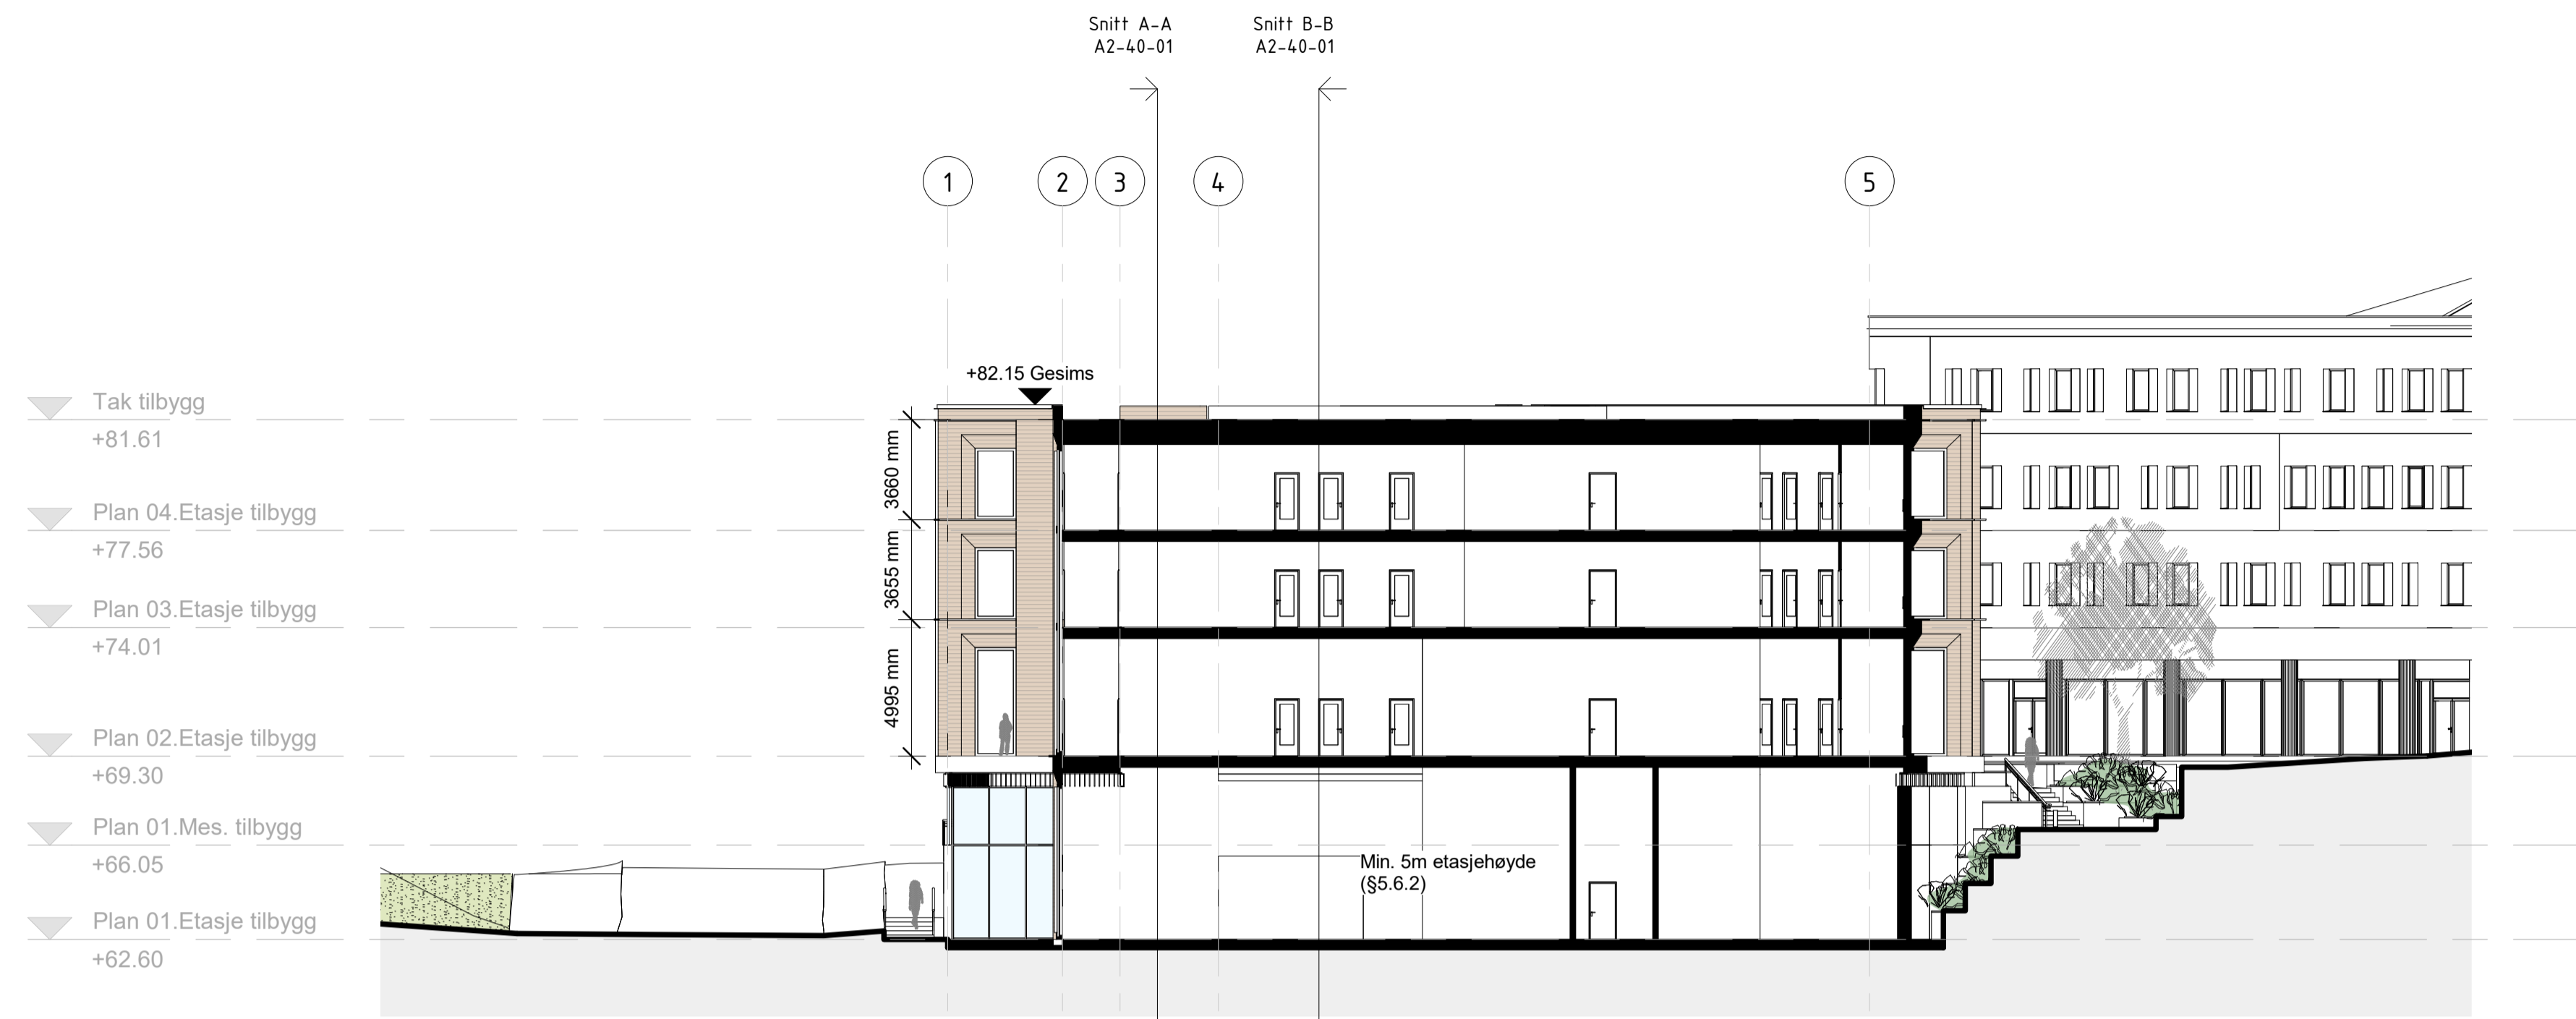 Snitt A-A
A2-40-01
Snitt B-B
A2-40-01
1
2
3
4
5
+82.15 Gesims
Tak tilbygg
+81.61
3660 mm
Plan 04.Etasje tilbygg
+77.56
3655 mm
Plan 03.Etasje tilbygg
+74.01
4995 mm
Plan 02.Etasje tilbygg
+69.30
Plan 01.Mes. tilbygg
+66.05
Min. 5m etasjehøyde
(§5.6.2)
Plan 01.Etasje tilbygg
+62.60